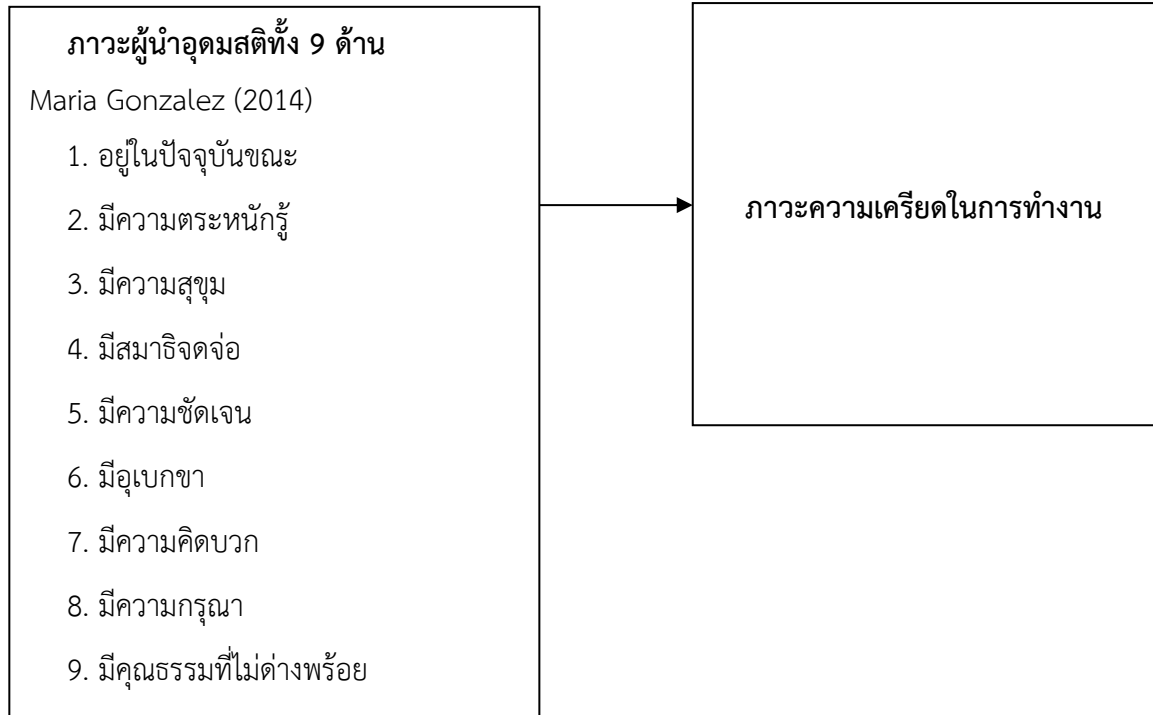 ภาวะผู้นำอุดมสติทั้ง 9 ด้าน
Maria Gonzalez (2014)
1. อยู่ในปัจจุบันขณะ
2. มีความตระหนักรู้
3. มีความสุขุม
4. มีสมาธิจดจ่อ
5. มีความชัดเจน
6. มีอุเบกขา
7. มีความคิดบวก
8. มีความกรุณา
9. มีคุณธรรมที่ไม่ด่างพร้อย
ภาวะความเครียดในการทำงาน